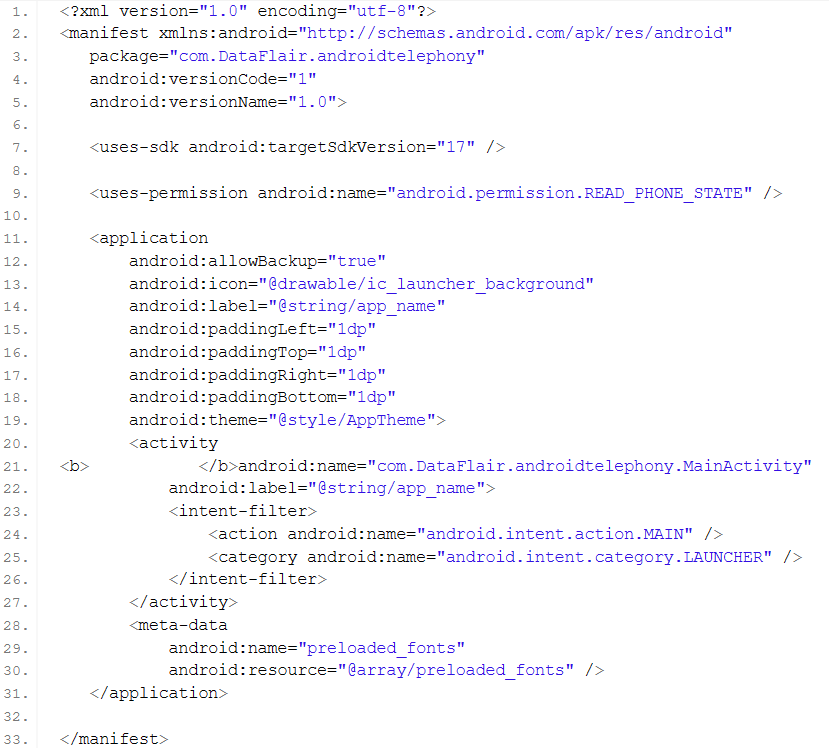 1. <?xml version="1.0" encoding="utf-8"?>
2. <manifest xmlns:android="http://schemas.android.com/apk/res/android"
3.    package="com.DataFlair.androidtelephony"
4.    android:versionCode="1"
5.    android:versionName="1.0">
6.
7.    <uses-sdk android:targetSdkVersion="17" />
8.
9.    <uses-permission android:name="android.permission.READ_PHONE_STATE" />
10.
11.    <application
12.        android:allowBackup="true"
13.        android:icon="@drawable/ic_launcher_background"
14.        android:label="@string/app_name"
15.        android:paddingLeft="1dp"
16.        android:paddingTop="1dp"
17.        android:paddingRight="1dp"
18.        android:paddingBottom="1dp"
19.        android:theme="@style/AppTheme">
20.        <activity
21. <b>           </b>android:name="com.DataFlair.androidtelephony.MainActivity"
22.            android:label="@string/app_name">
23.            <intent-filter>
24.                <action android:name="android.intent.action.MAIN" />
25.                <category android:name="android.intent.category.LAUNCHER" />
26.            </intent-filter>
27.        </activity>
28.        <meta-data
29.            android:name="preloaded_fonts"
30.            android:resource="@array/preloaded_fonts" />
31.    </application>
32.
33. </manifest>